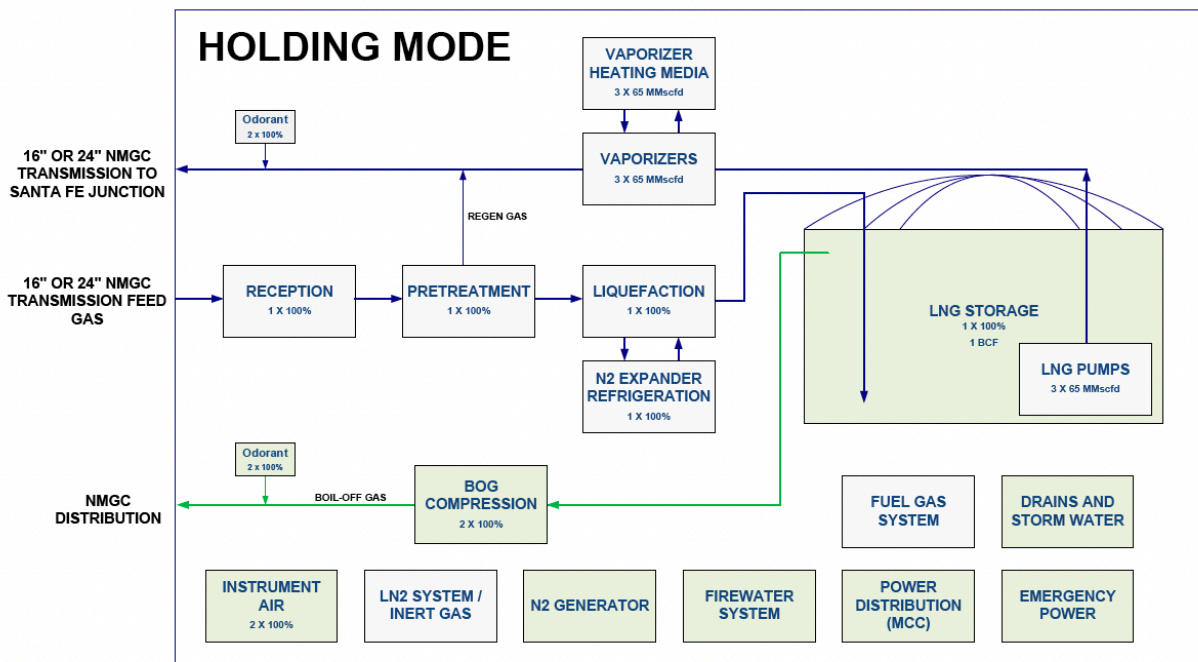 HOLDING MODE
VAPORIZER
HEATING MEDIA
3 X 65 MMscfd
Odorant
2 x 100%
16" OR 24" NMGC
TRANSMISSION TO
SANTA FE JUNCTION
VAPORIZERS
3 X 65 MMscfd
REGEN GAS
16" OR 24" NMGC
TRANSMISSION FEED
GAS
RECEPTION
1 X 100%
PRETREATMENT
1 X 100%
LIQUEFACTION
1 X 100%
LNG STORAGE
1 X 100%
1 BCF
LNG PUMPS
3 X 65 MMscfd
N2 EXPANDER
REFRIGERATION
1 X 100%
Odorant
2 x 100%
NMGC
DISTRIBUTION
BOIL-OFF GAS
BOG
COMPRESSION
2 X 100%
FUEL GAS
SYSTEM
DRAINS AND
STORM WATER
INSTRUMENT
AIR
2 X 100%
LN2 SYSTEM /
INERT GAS
N2 GENERATOR
FIREWATER
SYSTEM
POWER
DISTRIBUTION
(MCC)
EMERGENCY
POWER